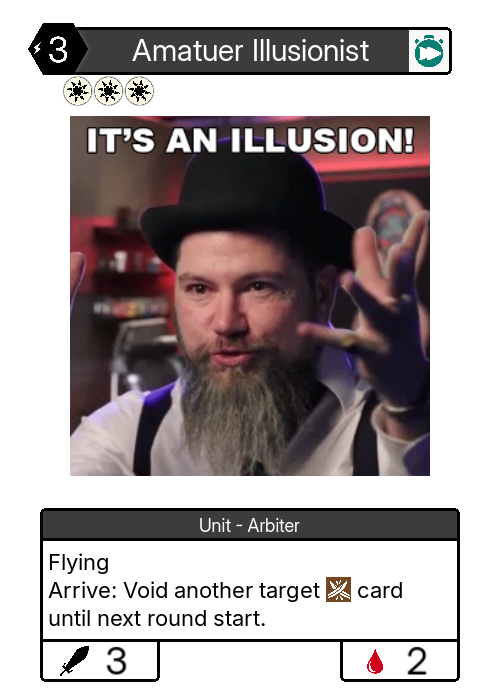 3
Amatuer Illusionist
IT'S AN ILLUSION!
Unit - Arbiter
Flying
Arrive: Void another target card
until next round start.
3
2